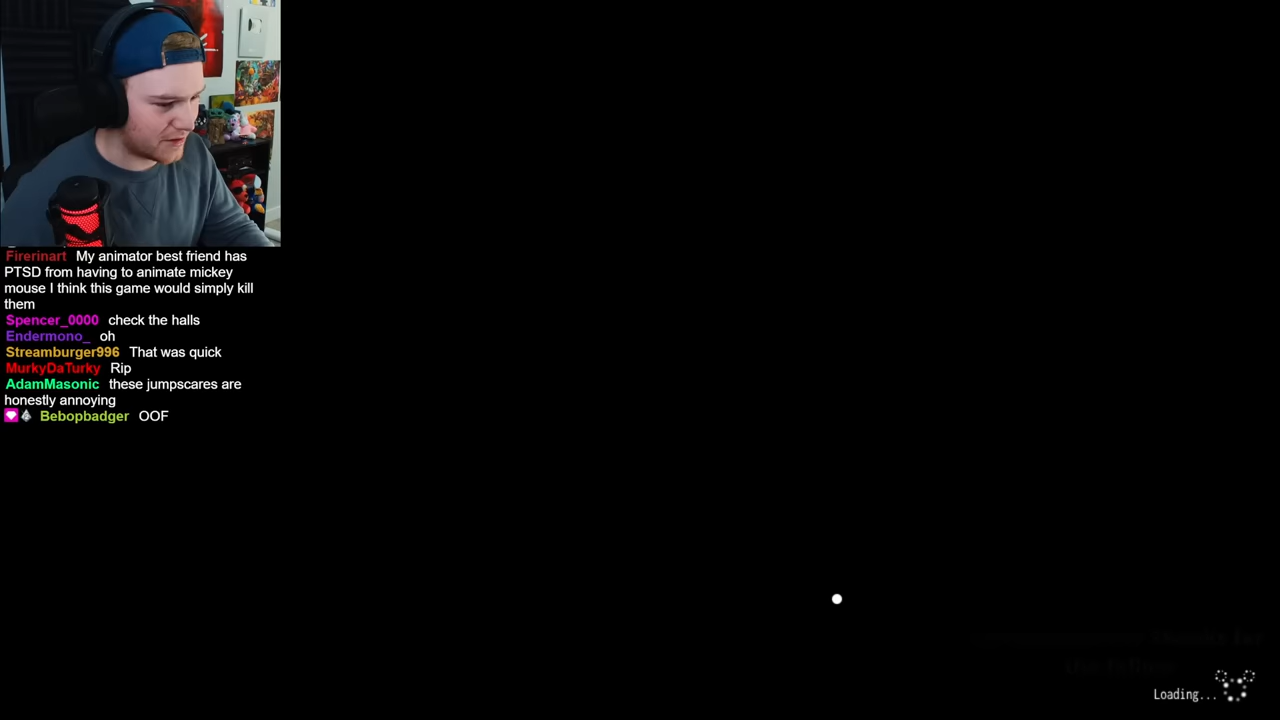 Firerinart My animator best friend has
PTSD from having to animate mickey
mouse I think this game would simply kill
them
Spencer_0000 check the halls
Endermono_ oh
Streamburger996 That was quick
MurkyDaTurky Rip
AdamMasonic these jumpscares are
honestly annoying
Bebopbadger OOF
Loading...